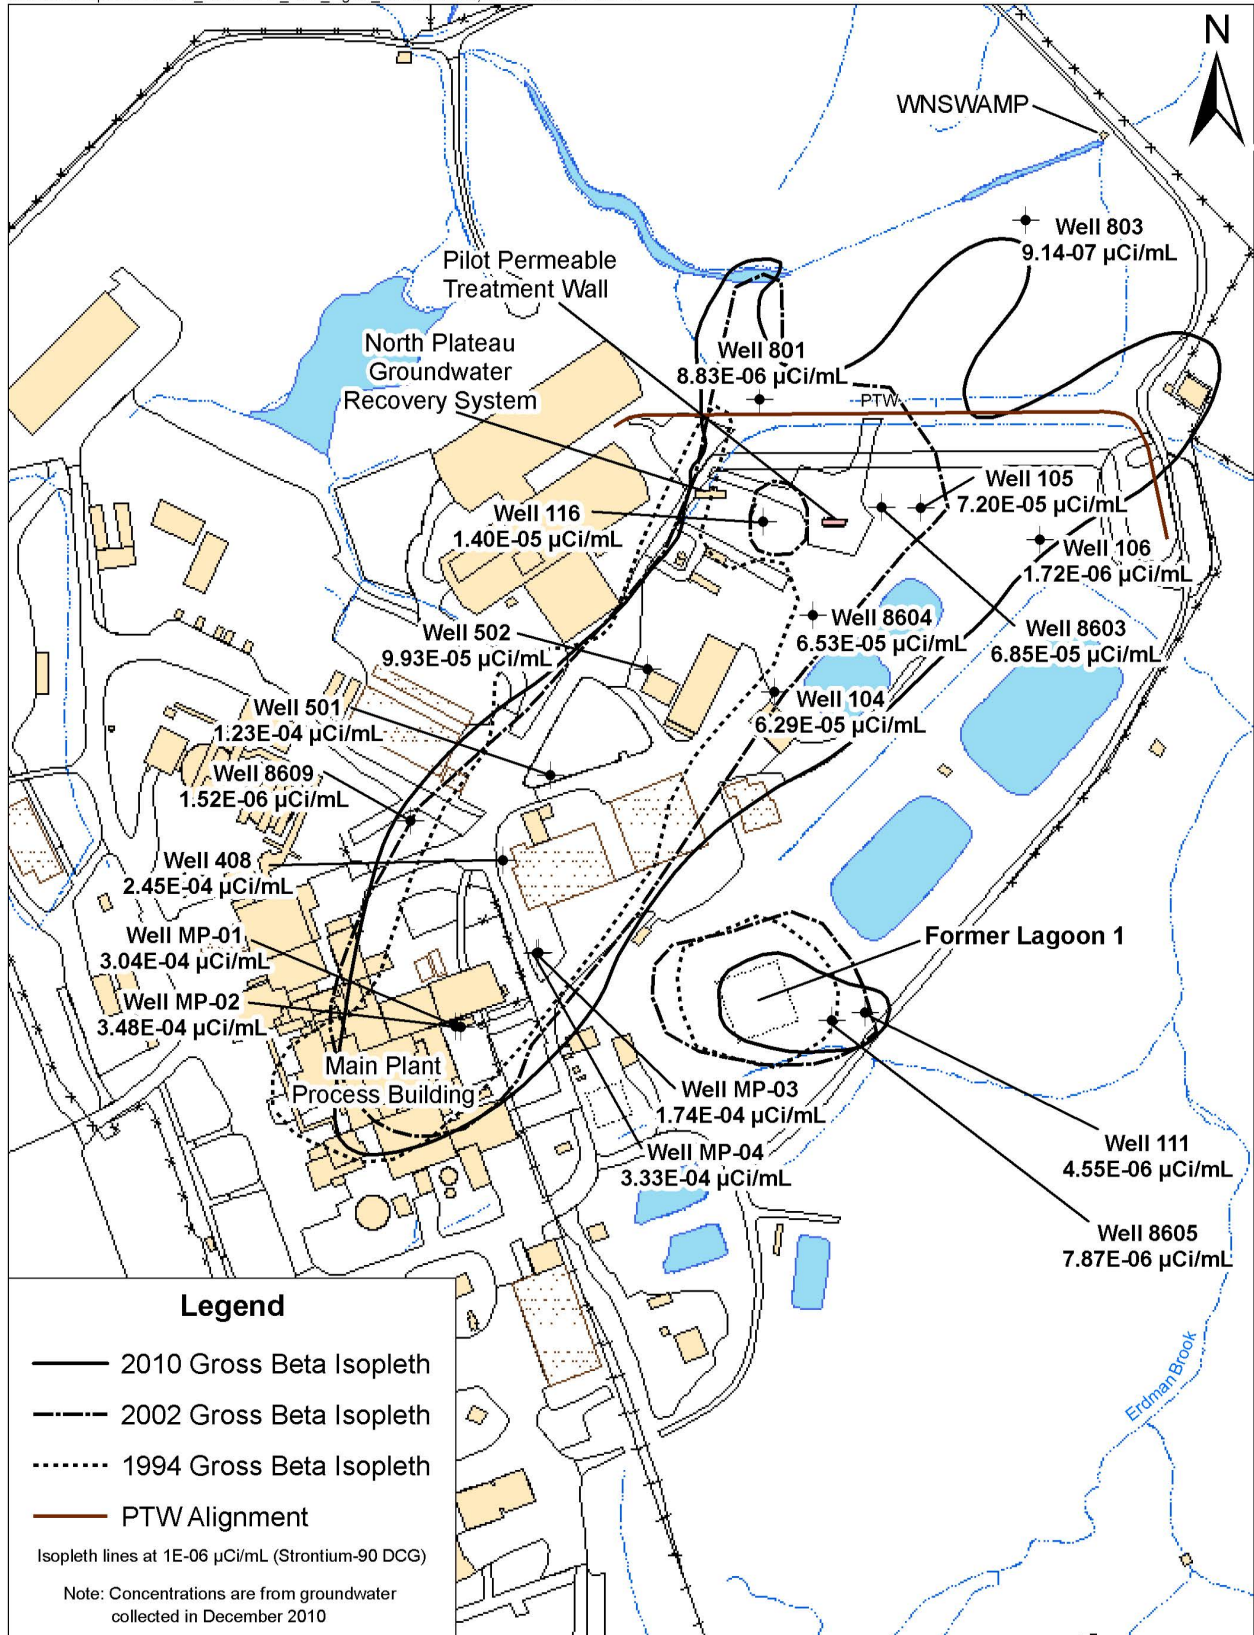 N
WNSWAMP
Well 803
9.14-07 µCi/mL
Pilot Permeable
Treatment Wall
North Plateau
Groundwater
Recovery System
Well 801
8.83E-06 µCi/mL
PTW
Well 105
7.20E-05 µCi/mL
Well 116
1.40E-05 µCi/mL
Well 106
1.72E-06 µCi/mL
Well 8604
6.53E-05 µCi/mL
Well 8603
6.85E-05 µCi/mL
Well 502
9.93E-05 µCi/mL
Well 104
6.29E-05 µCi/mL
Well 501
1.23E-04 µCi/mL
Well 8609
1.52E-06 µCi/mL
Well 408
2.45E-04 µCi/mL
Well MP-01
3.04E-04 µCi/mL
Former Lagoon 1
Well MP-02
3.48E-04 µCi/mL
Main Plant
Process Building
Well MP-03
1.74E-04 µCi/mL
Well MP-04
3.33E-04 µCi/mL
Well 111
4.55E-06 µCi/mL
Well 8605
7.87E-06 µCi/mL
Erdman Brook
Legend
2010 Gross Beta Isopleth
2002 Gross Beta Isopleth
1994 Gross Beta Isopleth
PTW Alignment
Isopleth lines at 1E-06 µCi/mL (Strontium-90 DCG)
Note: Concentrations are from groundwater
collected in December 2010